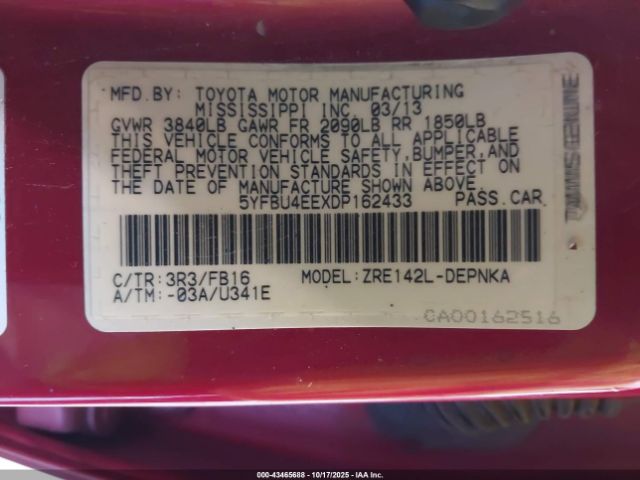 MFD.BY: TOYOTA MOTOR MANUFACTURING
MISSISSIPPI INC. 03/13
GVWR 3840LB GAWR FR 2090LB RR 1850LB
THIS VEHICLE CONFORMS TO ALL APPLICABLE
FEDERAL MOTOR VEHICLE SAFETY,BUMPER,AND
THEFT PREVENTION STANDARDS IN EFFECT ON
THE DATE OF MANUFACTURE SHOWN ABOVE.
5YFBU4EEXDP162433 PASS.CAR
C/TR:3R3/FB16 MODEL:ZRE142L-DEPNKA
A/TM:-03A/U341E
CA00162516
000-43465688 - 10/17/2025 - IAA, Inc.